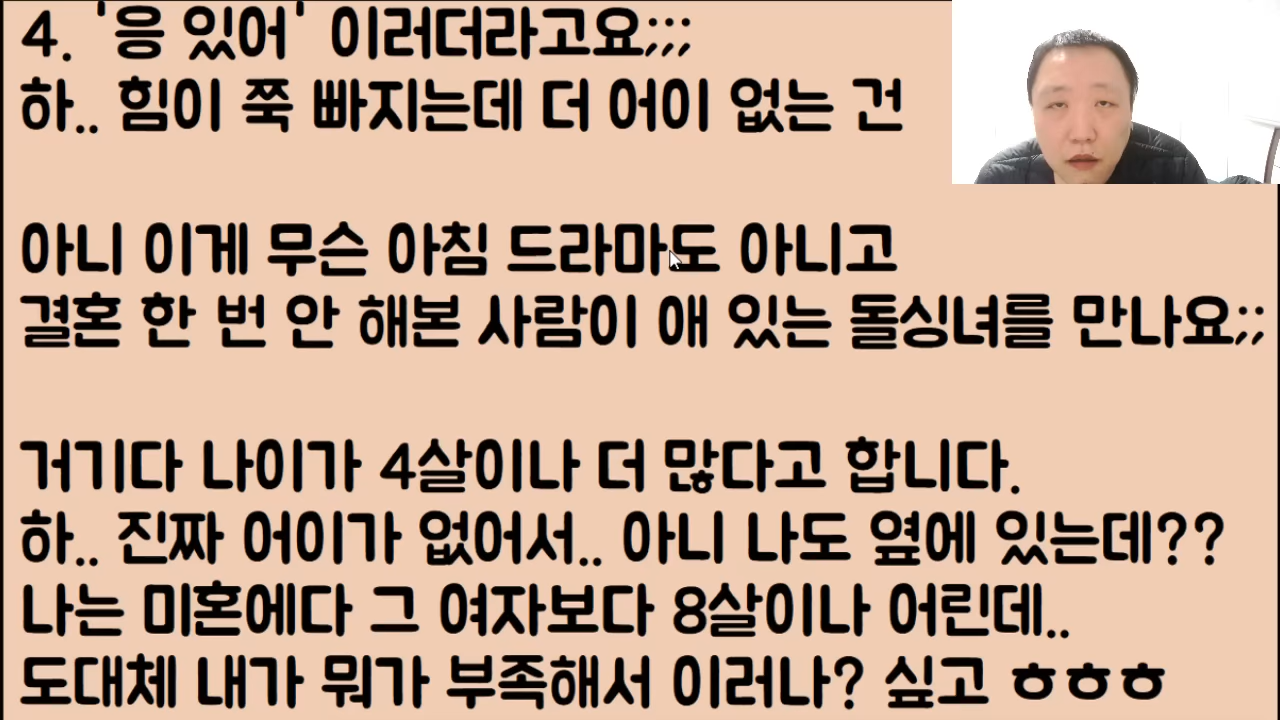 4. '응 있어' 이러더라고요;;;
하.. 힘이 쭉 빠지는데 더 어이 없는 건
아니 이게 무슨 아침 드라마도 아니고
결혼 한 번 안 해본 사람이 애 있는 돌싱녀를 만나요;;
거기다 나이가 4살이나 더 많다고 합니다.
하.. 진짜 어이가 없어서.. 아니 나도 옆에 있는데??
나는 미혼에다 그 여자보다 8살이나 어린데..
도대체 내가 뭐가 부족해서 이러나? 싶고 ㅎㅎㅎ